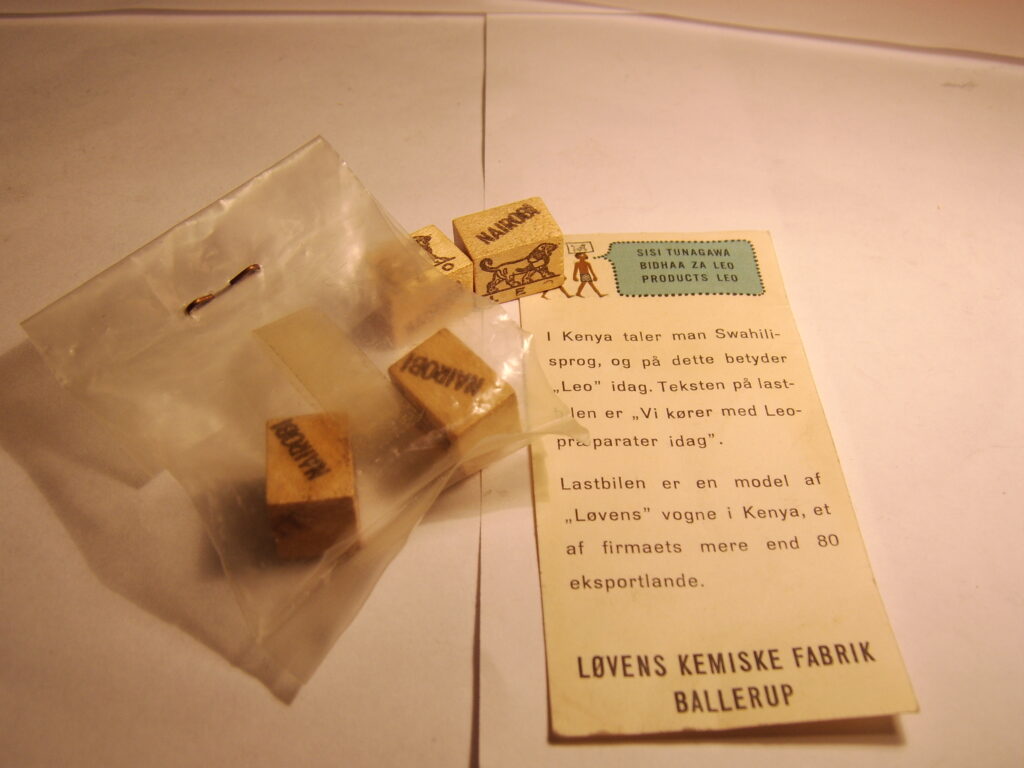 NAIROBI
LEO
NAIROBI
NAIROBI
SISI TUNAGAWA
BIDHAA ZA LEO
PRODUCTS LEO
I Kenya taler man Swahili-
sprog, og på dette betyder
„Leo” idag. Teksten på last-
bilen er „Vi kører med Leo-
præparater idag”.
Lastbilen er en model af
„Løvens” vogne i Kenya, et
af firmaets mere end 80
eksportlande.
LØVENS KEMISKE FABRIK
BALLERUP